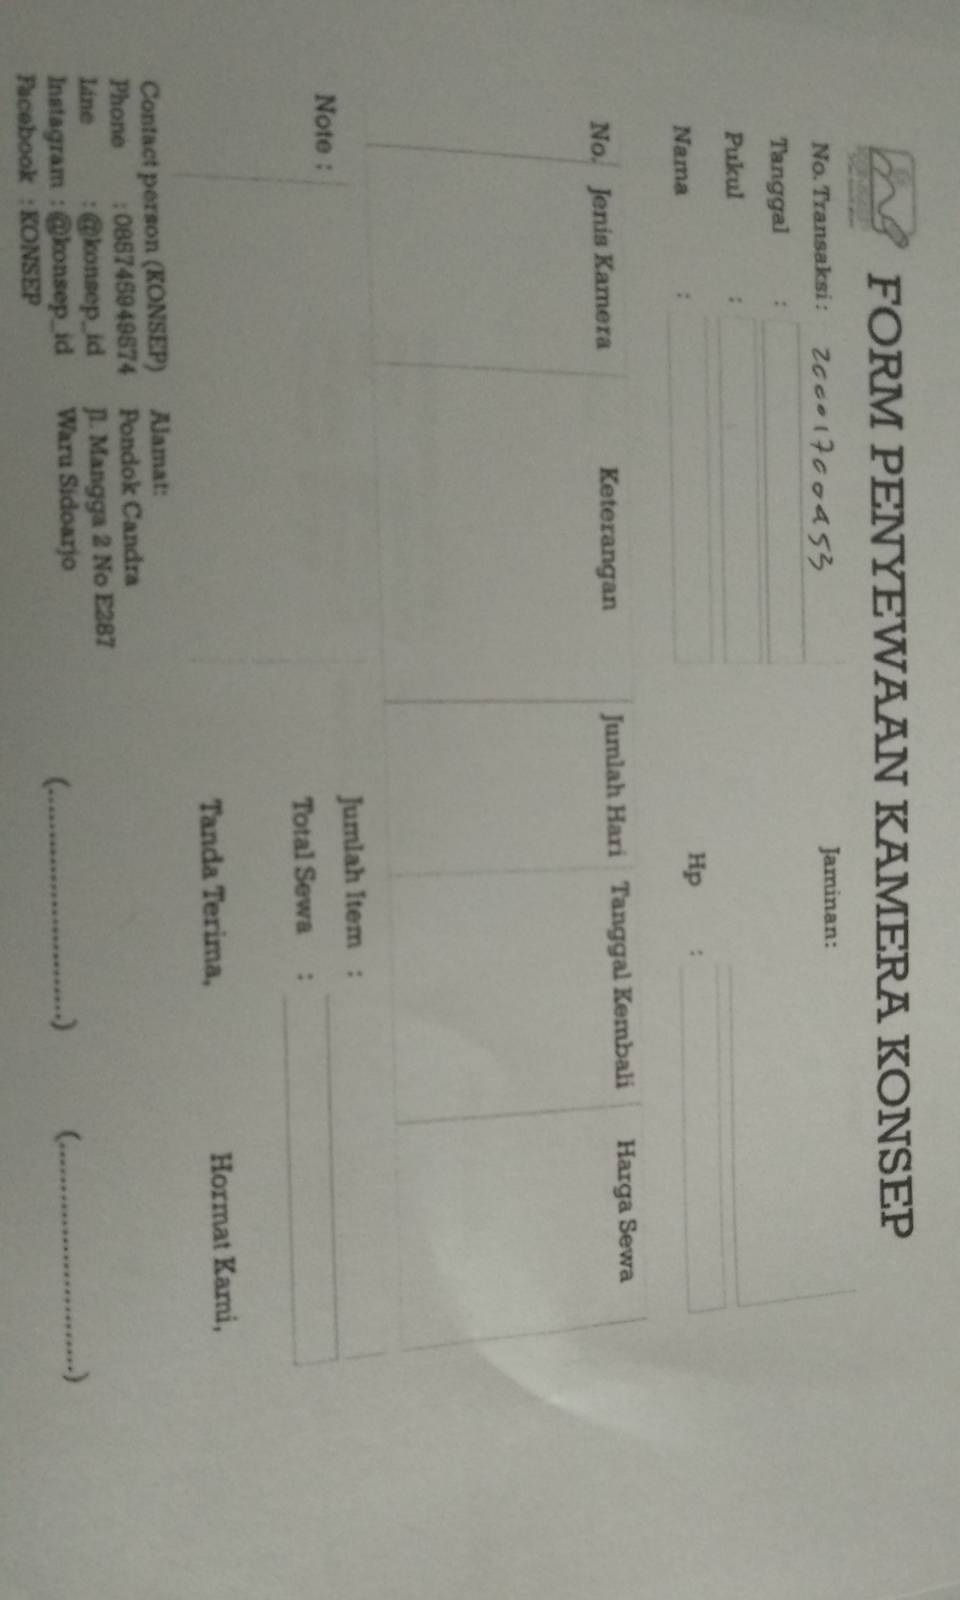 FORM PENYEWAAN KAMERA KONSEP
No. Transaksi : 20001700453
Jaminan:
Tanggal :
Pukul :
Nama :
Hp :
No. Jenis Kamera Keterangan Jumlah Hari Tanggal Kembali Harga Sewa
Note :
Jumlah Item :
Total Sewa :
Tanda Terima,
Hormat Kami,
Contact person (KONSEP)
Phone : 085745949574
Line : @konsep_id
Instagram : @konsep_id
Facebook : KONSEP
Alamat:
Pondok Candra
Jl. Mangga 2 No E287
Waru Sidoarjo
(............................)
(............................)